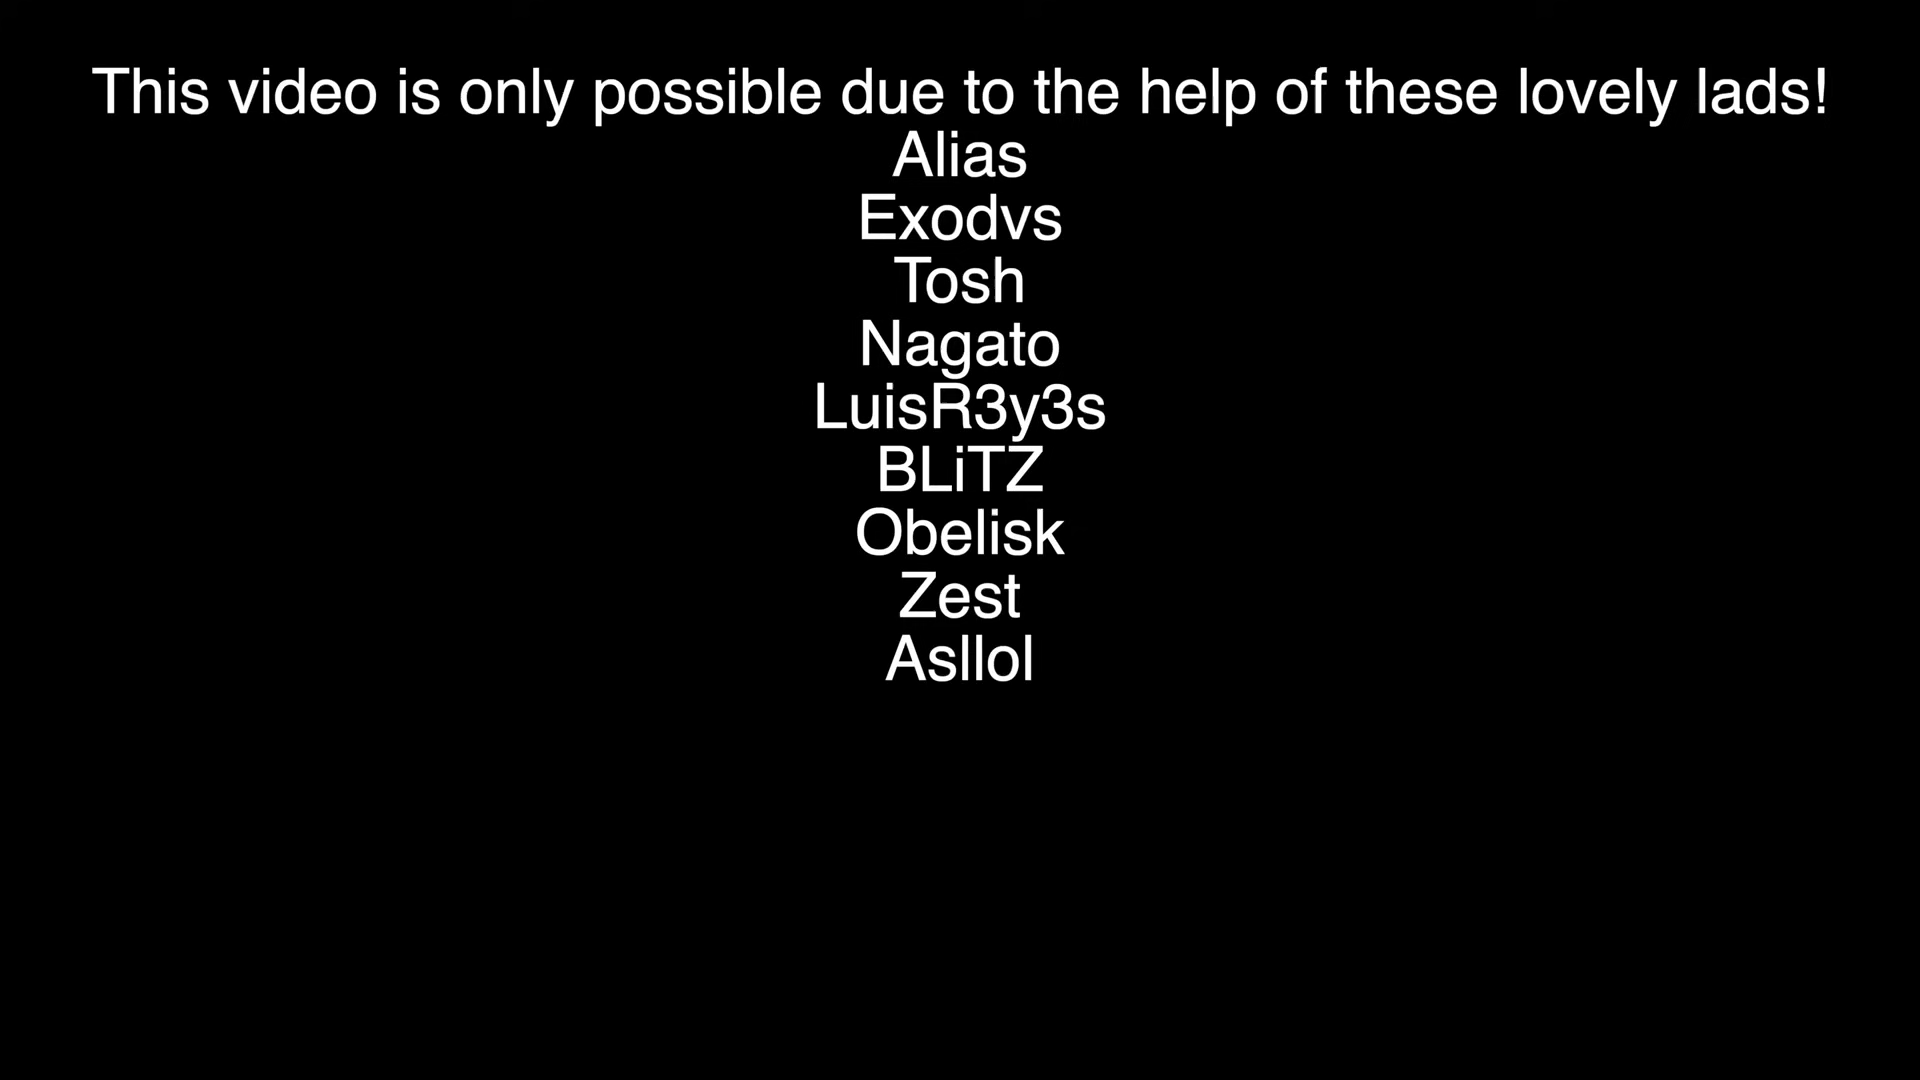 This video is only possible due to the help of these lovely lads!
Alias
Exodvs
Tosh
Nagato
LuisR3y3s
BLiTZ
Obelisk
Zest
Asllol